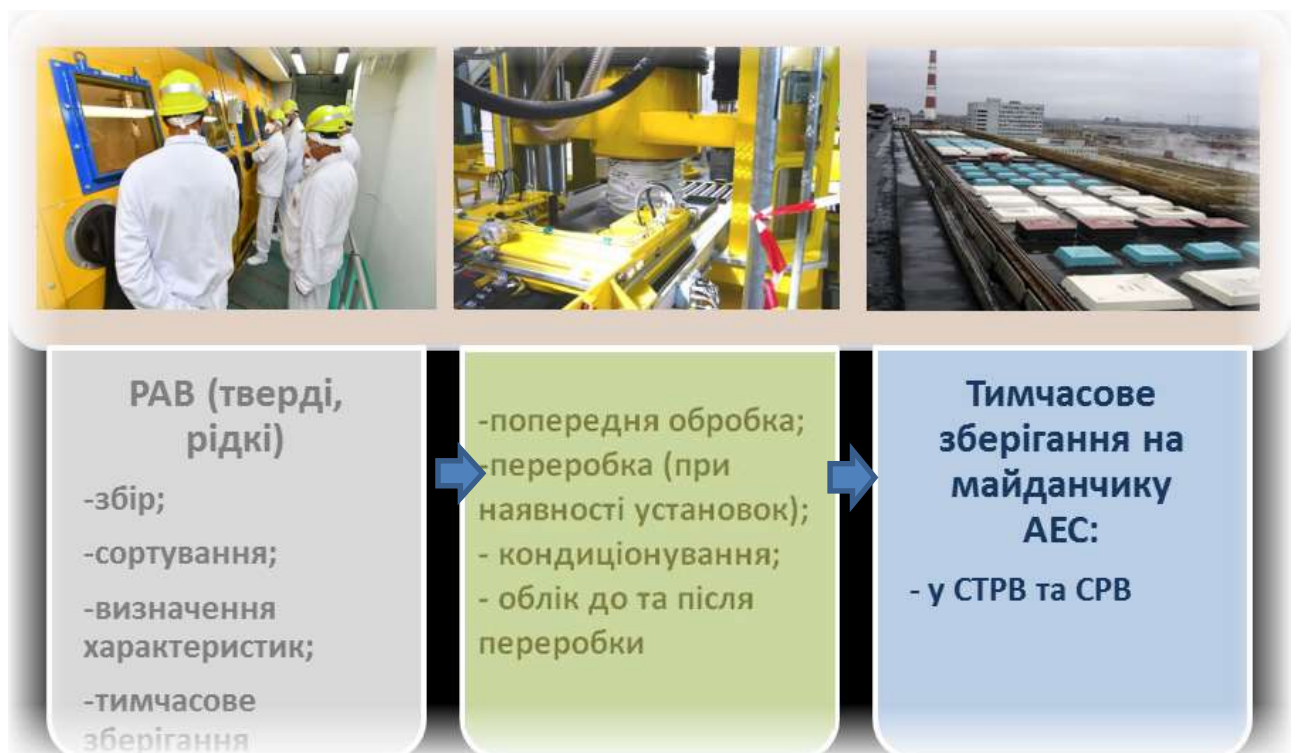 РАВ (тверді,
рідкі)
-збір;
-сортування;
-визначення
характеристик;
-тимчасове
зберігання
-попередня обробка;
-переробка (при
наявності установок);
- кондиціонування;
- облік до та після
переробки
Тимчасове
зберігання на
майданчику
АЕС:
- у СТРВ та СРВ